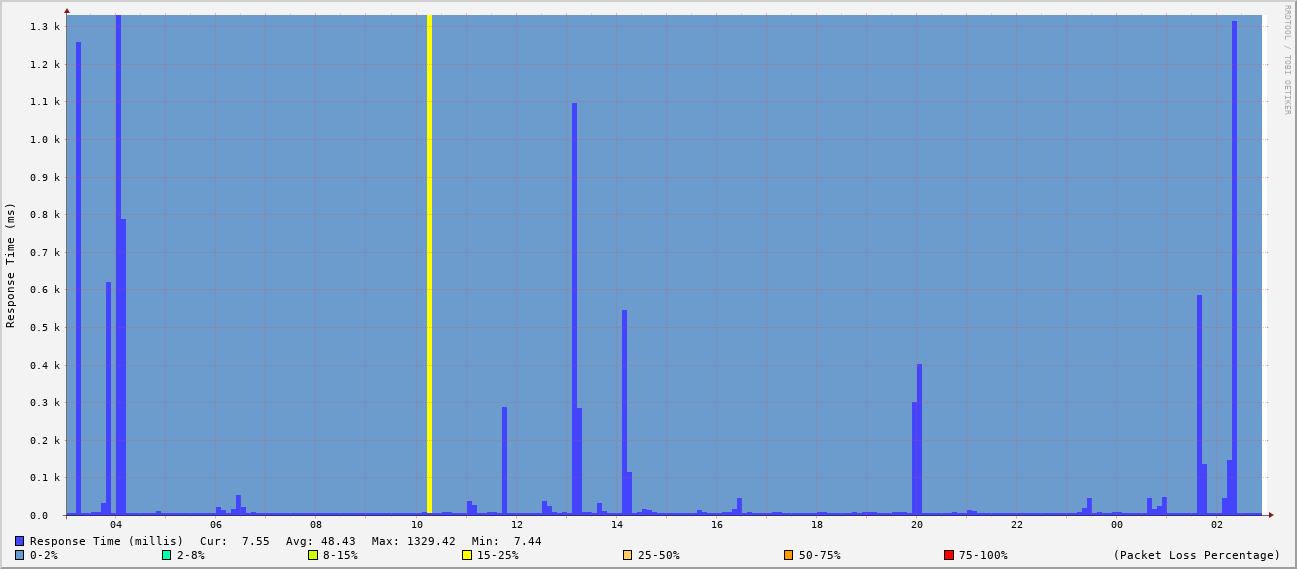 RRDTOOL / TOBI OETIKER
Response Time (ms)
1.3 k
1.2 k
1.1 k
1.0 k
0.9 k
0.8 k
0.7 k
0.6 k
0.5 k
0.4 k
0.3 k
0.2 k
0.1 k
0.0
04 06 08 10 12 14 16 18 20 22 00 02
Response Time (millis) Cur: 7.55 Avg: 48.43 Max: 1329.42 Min: 7.44
0-2% 2-8% 8-15% 15-25% 25-50% 50-75% 75-100% (Packet Loss Percentage)